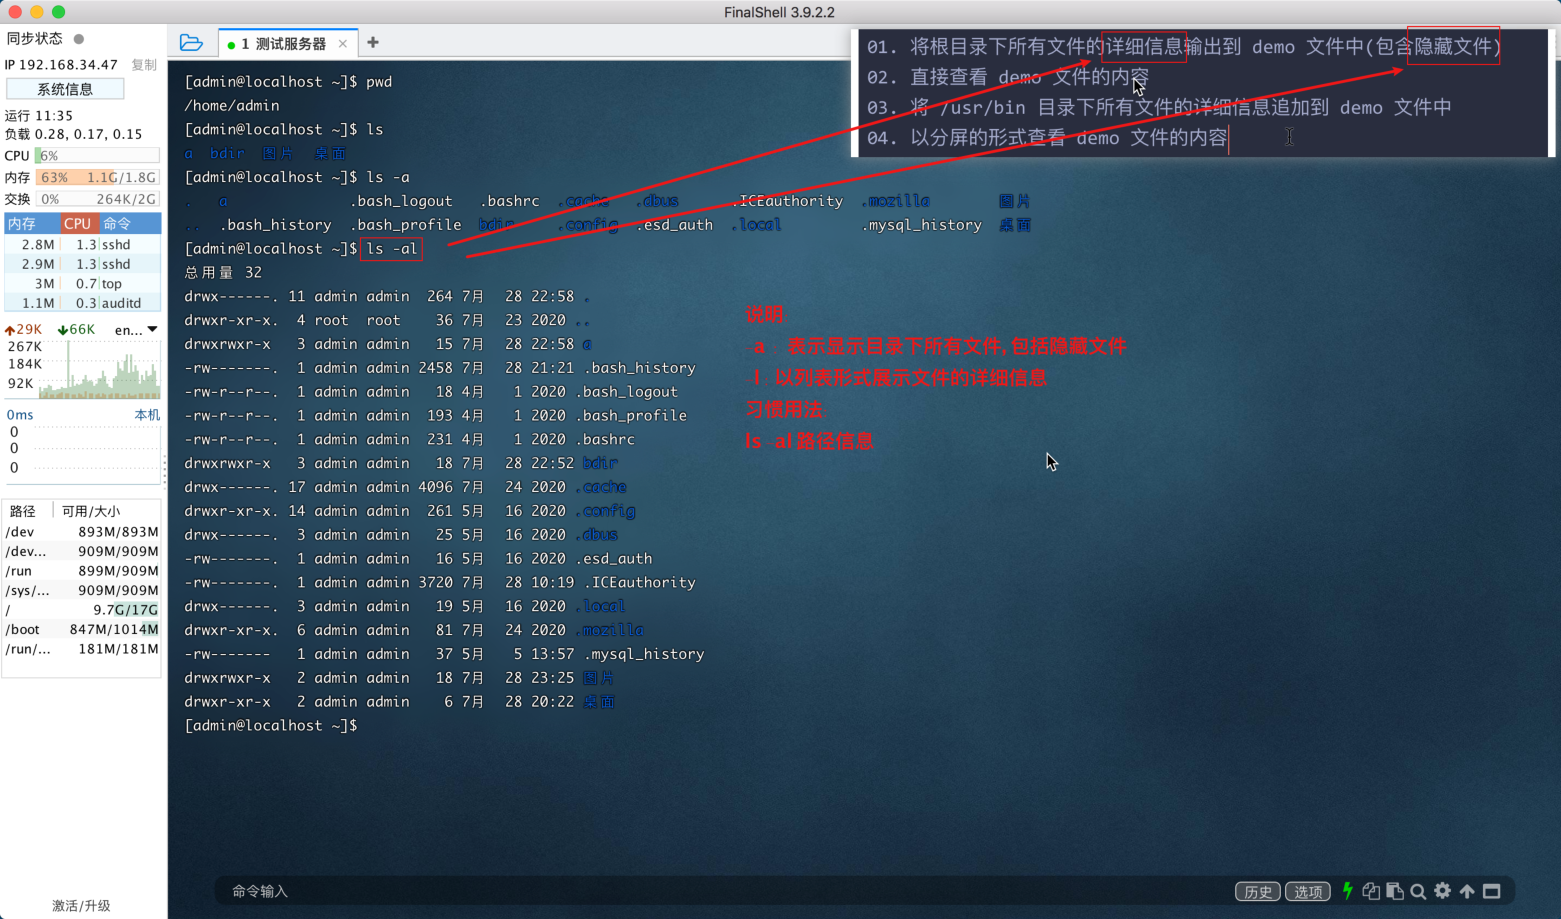 FinalShell 3.9.2.2
同步状态
IP 192.168.34.47 复制
系统信息
运行 11:35
负载 0.28, 0.17, 0.15
CPU 6%
内存 63% 1.1G/1.8G
交换 0% 264K/2G
内存 CPU 命令
2.8M 1.3 sshd
2.9M 1.3 sshd
3M 0.7 top
1.1M 0.3 auditd
29K 66K en...
267K
184K
92K
0ms 本机
0
0
0
路径 可用/大小
/dev 893M/893M
/dev... 909M/909M
/run 899M/909M
/sys/... 909M/909M
/ 9.7G/17G
/boot 847M/1014M
/run/... 181M/181M
激活/升级
1 测试服务器
[admin@localhost ~]$ pwd
/home/admin
[admin@localhost ~]$ ls
a bdir 图片 桌面
[admin@localhost ~]$ ls -a
. a .bash_logout .bashrc .cache .dbus .ICEauthority .mozilla 图片
.. .bash_history .bash_profile bdir .config .esd_auth .local .mysql_history 桌面
[admin@localhost ~]$ ls -al
总用量 32
drwx------. 11 admin admin 264 7月 28 22:58 .
drwxr-xr-x. 4 root root 36 7月 23 2020 ..
drwxrwxr-x 3 admin admin 15 7月 28 22:58 a
-rw-------. 1 admin admin 2458 7月 28 21:21 .bash_history
-rw-r--r--. 1 admin admin 18 4月 1 2020 .bash_logout
-rw-r--r--. 1 admin admin 193 4月 1 2020 .bash_profile
-rw-r--r--. 1 admin admin 231 4月 1 2020 .bashrc
drwxrwxr-x 3 admin admin 18 7月 28 22:52 bdir
drwx------. 17 admin admin 4096 7月 24 2020 .cache
drwxr-xr-x. 14 admin admin 261 5月 16 2020 .config
drwx------. 3 admin admin 25 5月 16 2020 .dbus
-rw-------. 1 admin admin 16 5月 16 2020 .esd_auth
-rw-------. 1 admin admin 3720 7月 28 10:19 .ICEauthority
drwx------. 3 admin admin 19 5月 16 2020 .local
drwxr-xr-x. 6 admin admin 81 7月 24 2020 .mozilla
-rw------- 1 admin admin 37 5月 5 13:57 .mysql_history
drwxrwxr-x 2 admin admin 18 7月 28 23:25 图片
drwxr-xr-x 2 admin admin 6 7月 28 20:22 桌面
[admin@localhost ~]$
01. 将根目录下所有文件的详细信息输出到 demo 文件中(包含隐藏文件)
02. 直接查看 demo 文件的内容
03. 将 /usr/bin 目录下所有文件的详细信息追加到 demo 文件中
04. 以分屏的形式查看 demo 文件的内容
说明:
-a : 表示显示目录下所有文件,包括隐藏文件
-l : 以列表形式展示文件的详细信息
习惯用法:
ls -al 路径信息
命令输入
历史 选项